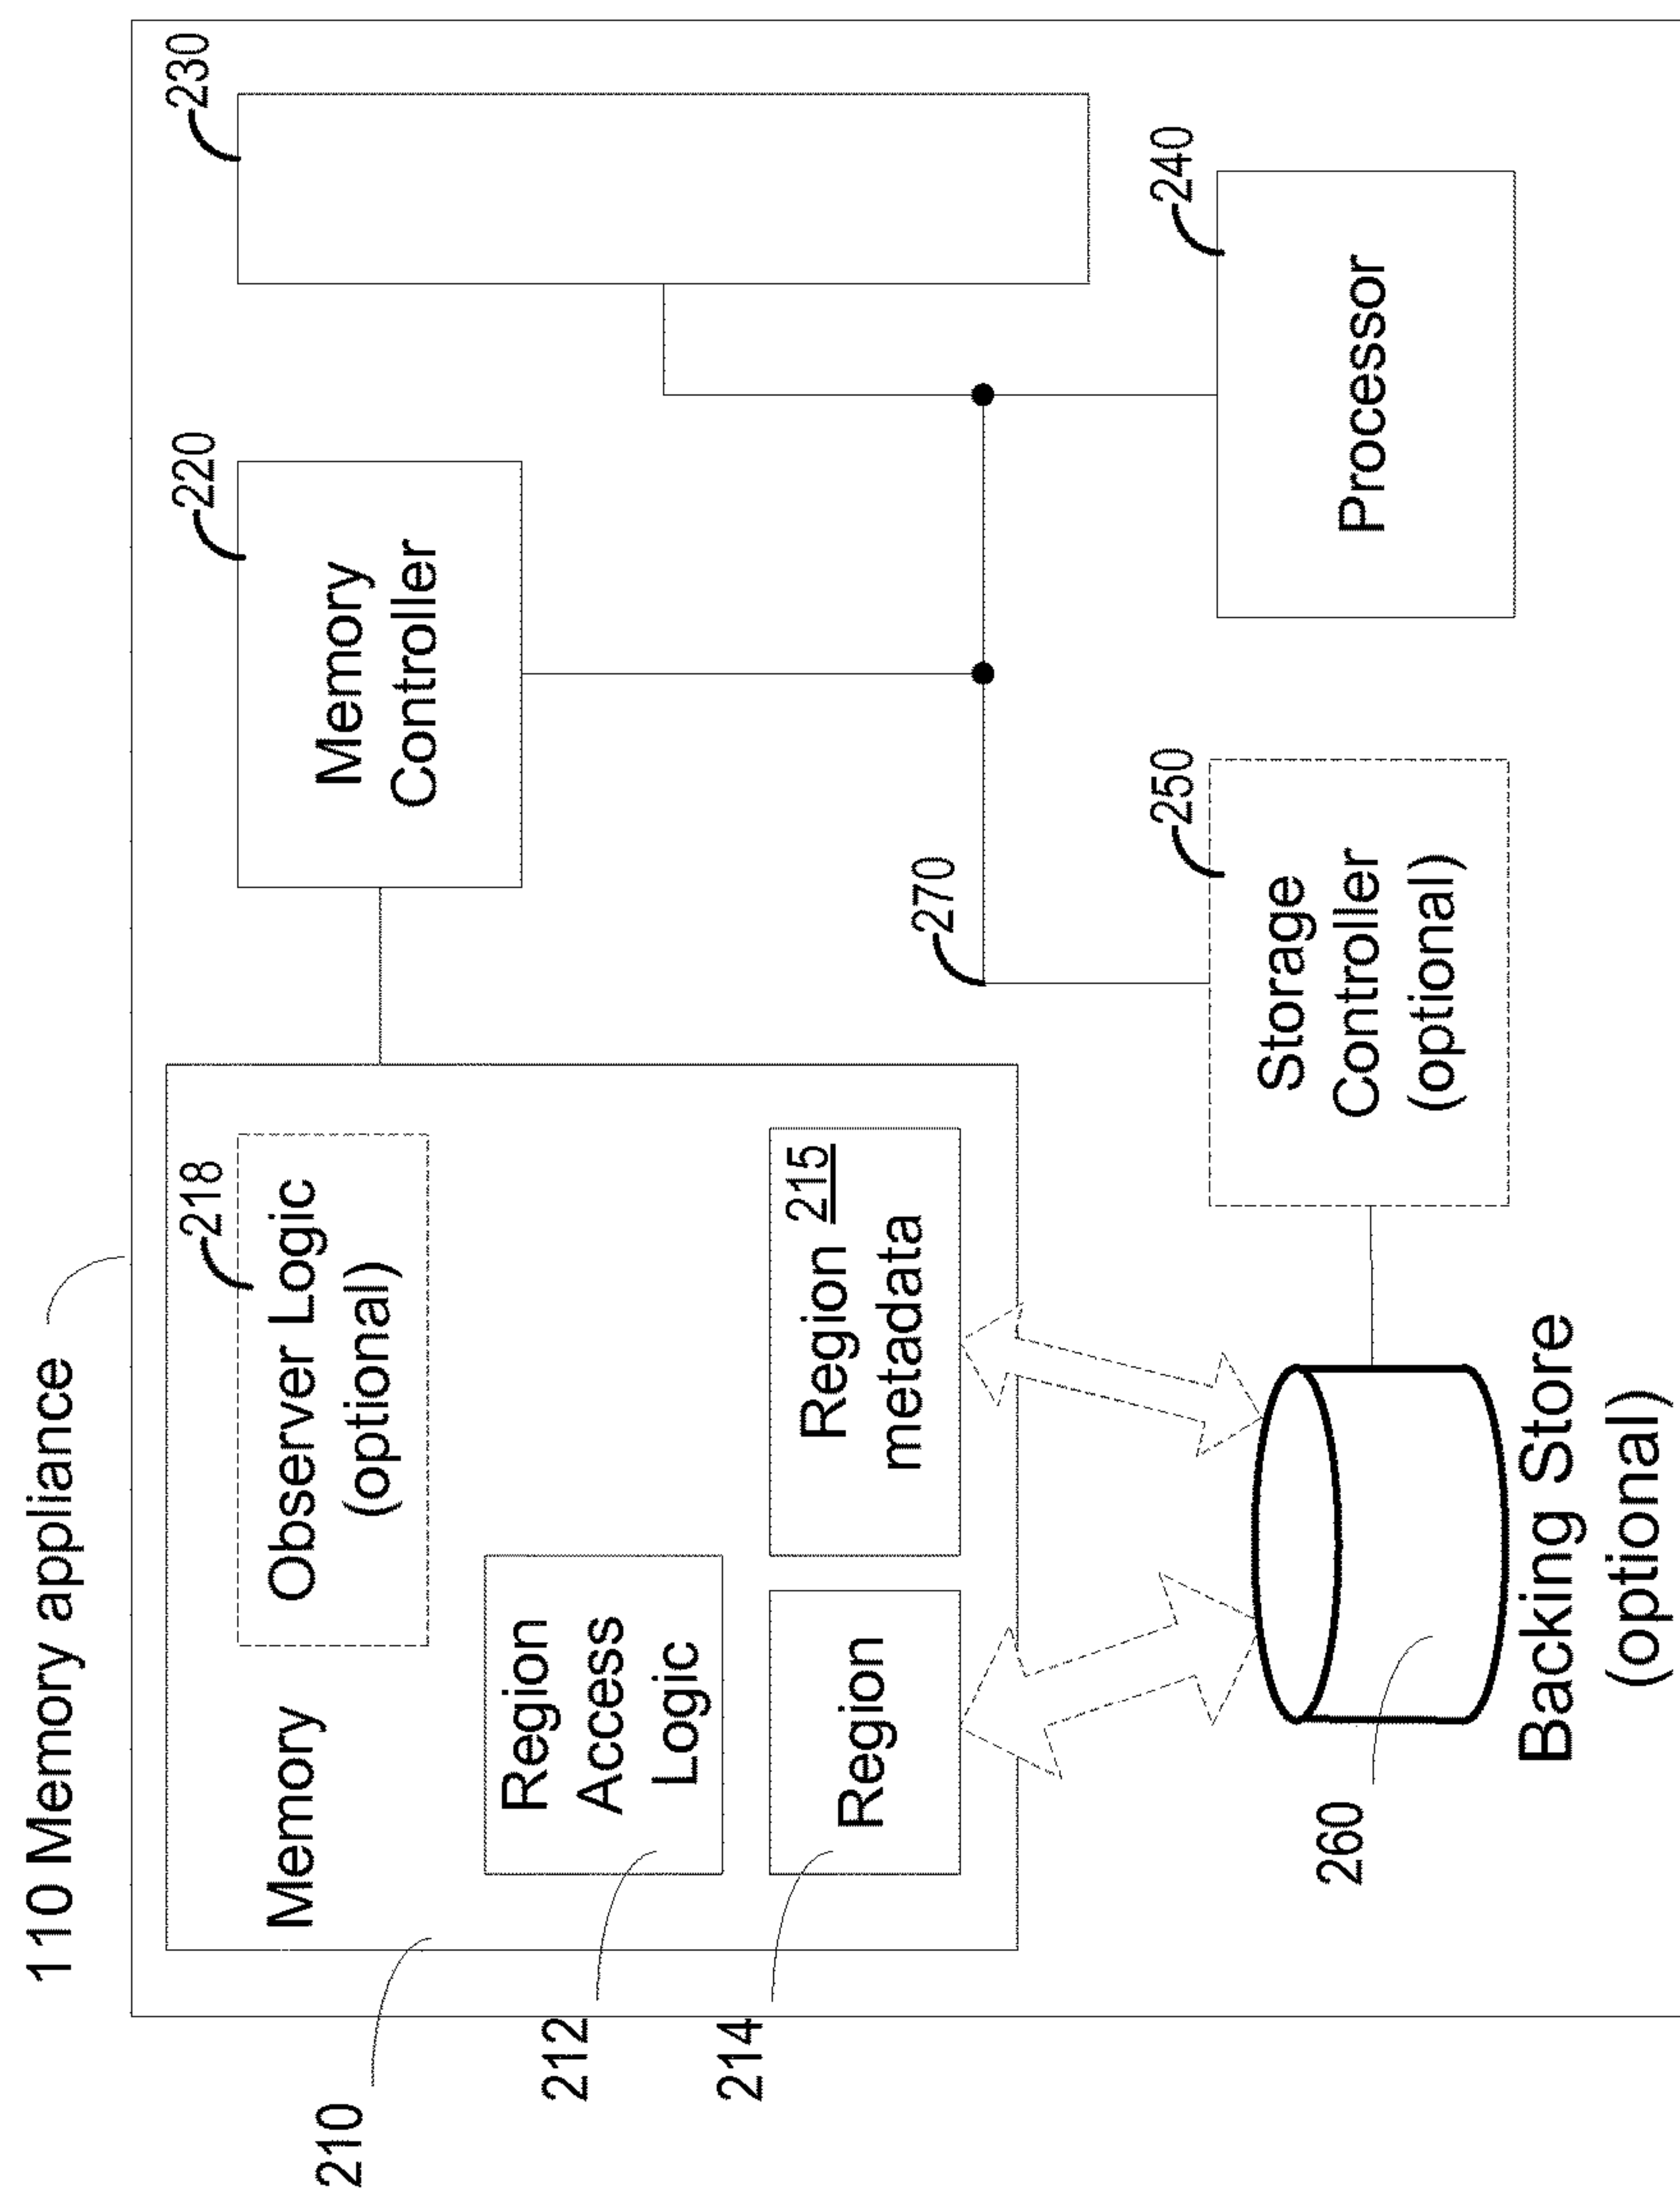 110 Memory appliance
210
Memory
218
Observer Logic
(optional)
212
Region
Access
Logic
214
Region
Region 215
metadata
220
Memory
Controller
230
270
240
Processor
250
Storage
Controller
(optional)
260
Backing Store
(optional)